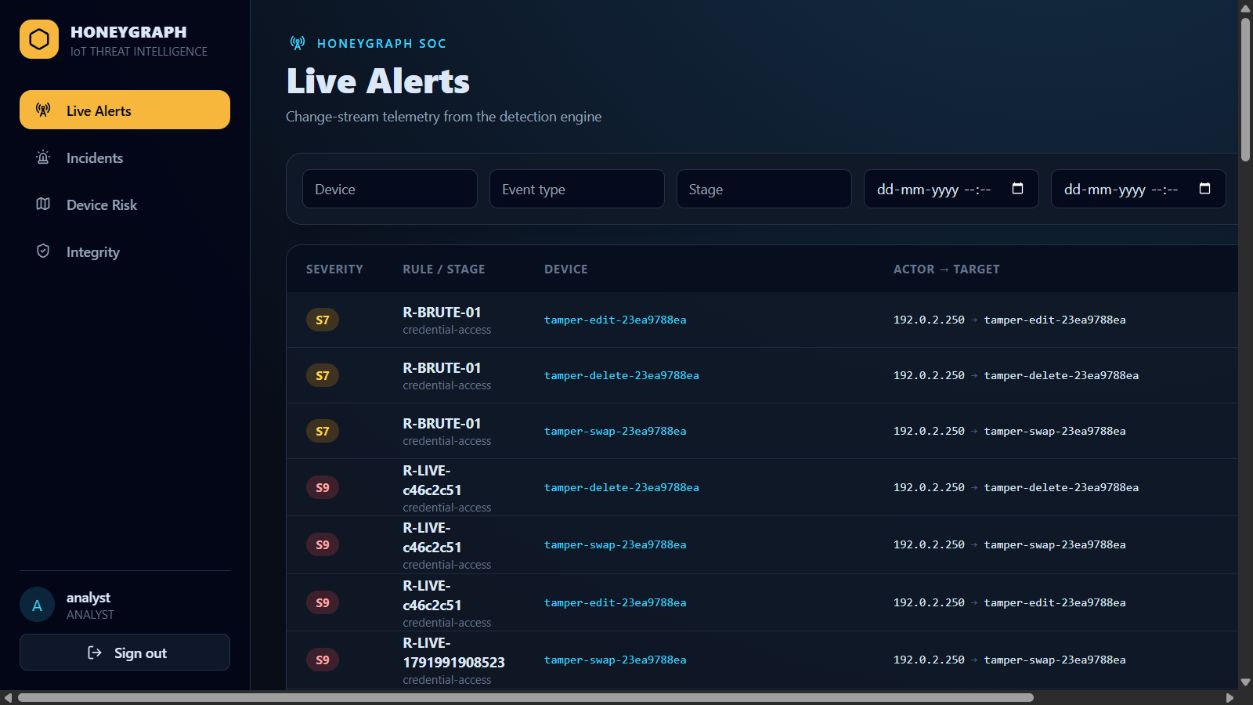 HONEYGRAPH
IoT THREAT INTELLIGENCE
Live Alerts
Incidents
Device Risk
Integrity
A
analyst
ANALYST
Sign out
HONEYGRAPH SOC
Live Alerts
Change-stream telemetry from the detection engine
Device
Event type
Stage
dd-mm-yyyy --:--
dd-mm-yyyy --:--
SEVERITY RULE / STAGE DEVICE ACTOR → TARGET
S7 R-BRUTE-01 tamper-edit-23ea9788ea 192.0.2.250 → tamper-edit-23ea9788ea
credential-access
S7 R-BRUTE-01 tamper-delete-23ea9788ea 192.0.2.250 → tamper-delete-23ea9788ea
credential-access
S7 R-BRUTE-01 tamper-swap-23ea9788ea 192.0.2.250 → tamper-swap-23ea9788ea
credential-access
R-LIVE-
S9 c46c2c51 tamper-delete-23ea9788ea 192.0.2.250 → tamper-delete-23ea9788ea
credential-access
R-LIVE-
S9 c46c2c51 tamper-swap-23ea9788ea 192.0.2.250 → tamper-swap-23ea9788ea
credential-access
R-LIVE-
S9 c46c2c51 tamper-edit-23ea9788ea 192.0.2.250 → tamper-edit-23ea9788ea
credential-access
R-LIVE-
S9 1791991908523 tamper-swap-23ea9788ea 192.0.2.250 → tamper-swap-23ea9788ea
credential-access